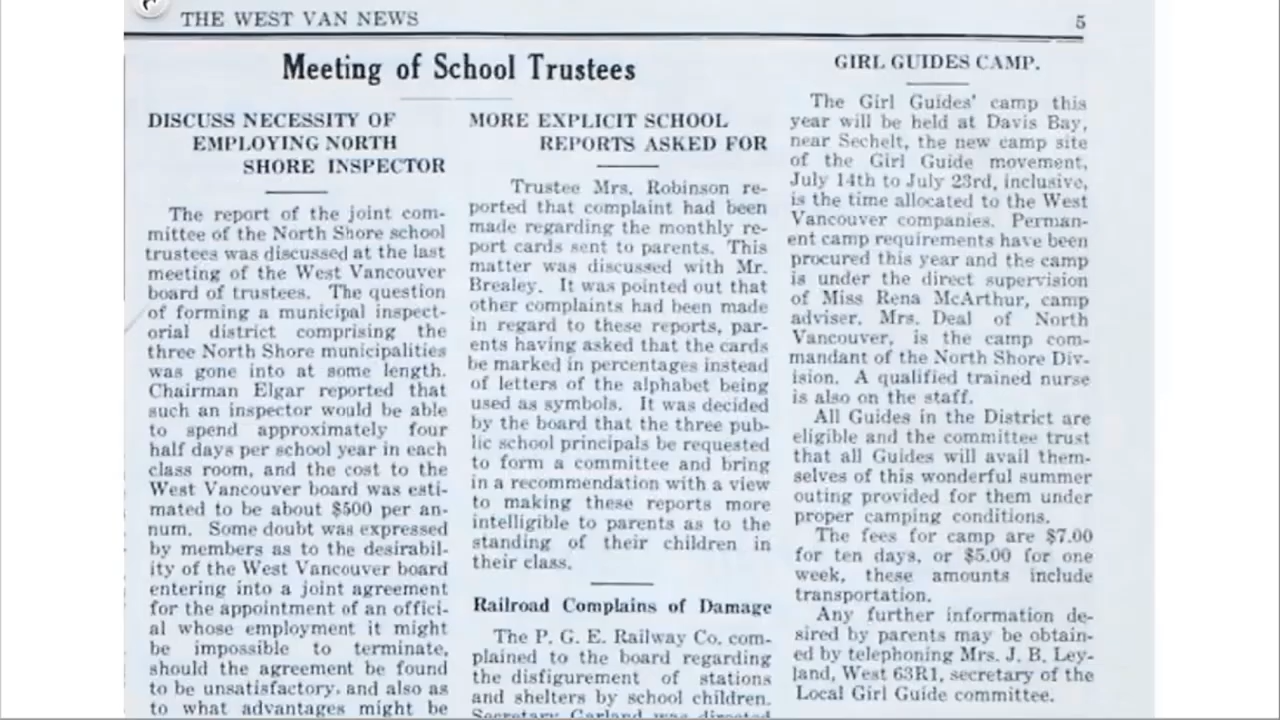 THE WEST VAN NEWS 5
Meeting of School Trustees
DISCUSS NECESSITY OF
EMPLOYING NORTH
SHORE INSPECTOR
The report of the joint com-
mittee of the North Shore school
trustees was discussed at the last
meeting of the West Vancouver
board of trustees. The question
of forming a municipal inspect-
orial district comprising the
three North Shore municipalities
was gone into at some length.
Chairman Elgar reported that
such an inspector would be able
to spend approximately four
half days per school year in each
class room, and the cost to the
West Vancouver board was esti-
mated to be about $500 per an-
num. Some doubt was expressed
by members as to the desirabil-
ity of the West Vancouver board
entering into a joint agreement
for the appointment of an offici-
al whose employment it might
be impossible to terminate,
should the agreement be found
to be unsatisfactory, and also as
to what advantages might be
MORE EXPLICIT SCHOOL
REPORTS ASKED FOR
Trustee Mrs. Robinson re-
ported that complaint had been
made regarding the monthly re-
port cards sent to parents. This
matter was discussed with Mr.
Brealey. It was pointed out that
other complaints had been made
in regard to these reports, par-
ents having asked that the cards
be marked in percentages instead
of letters of the alphabet being
used as symbols. It was decided
by the board that the three pub-
lic school principals be requested
to form a committee and bring
in a recommendation with a view
to making these reports more
intelligible to parents as to the
standing of their children in
their class.
Railroad Complains of Damage
The P. G. E. Railway Co. com-
plained to the board regarding
the disfigurement of stations
and shelters by school children.
Secretary Garland was directed
GIRL GUIDES CAMP.
The Girl Guides' camp this
year will be held at Davis Bay,
near Sechelt, the new camp site
of the Girl Guide movement,
July 14th to July 23rd, inclusive,
is the time allocated to the West
Vancouver companies. Perman-
ent camp requirements have been
procured this year and the camp
is under the direct supervision
of Miss Rena McArthur, camp
adviser. Mrs. Deal of North
Vancouver, is the camp com-
mandant of the North Shore Div-
ision. A qualified trained nurse
is also on the staff.
All Guides in the District are
eligible and the committee trust
that all Guides will avail them-
selves of this wonderful summer
outing provided for them under
proper camping conditions.
The fees for camp are $7.00
for ten days, or $5.00 for one
week, these amounts include
transportation.
Any further information de-
sired by parents may be obtain-
ed by telephoning Mrs. J. B. Ley-
land, West 63R1, secretary of the
Local Girl Guide committee.